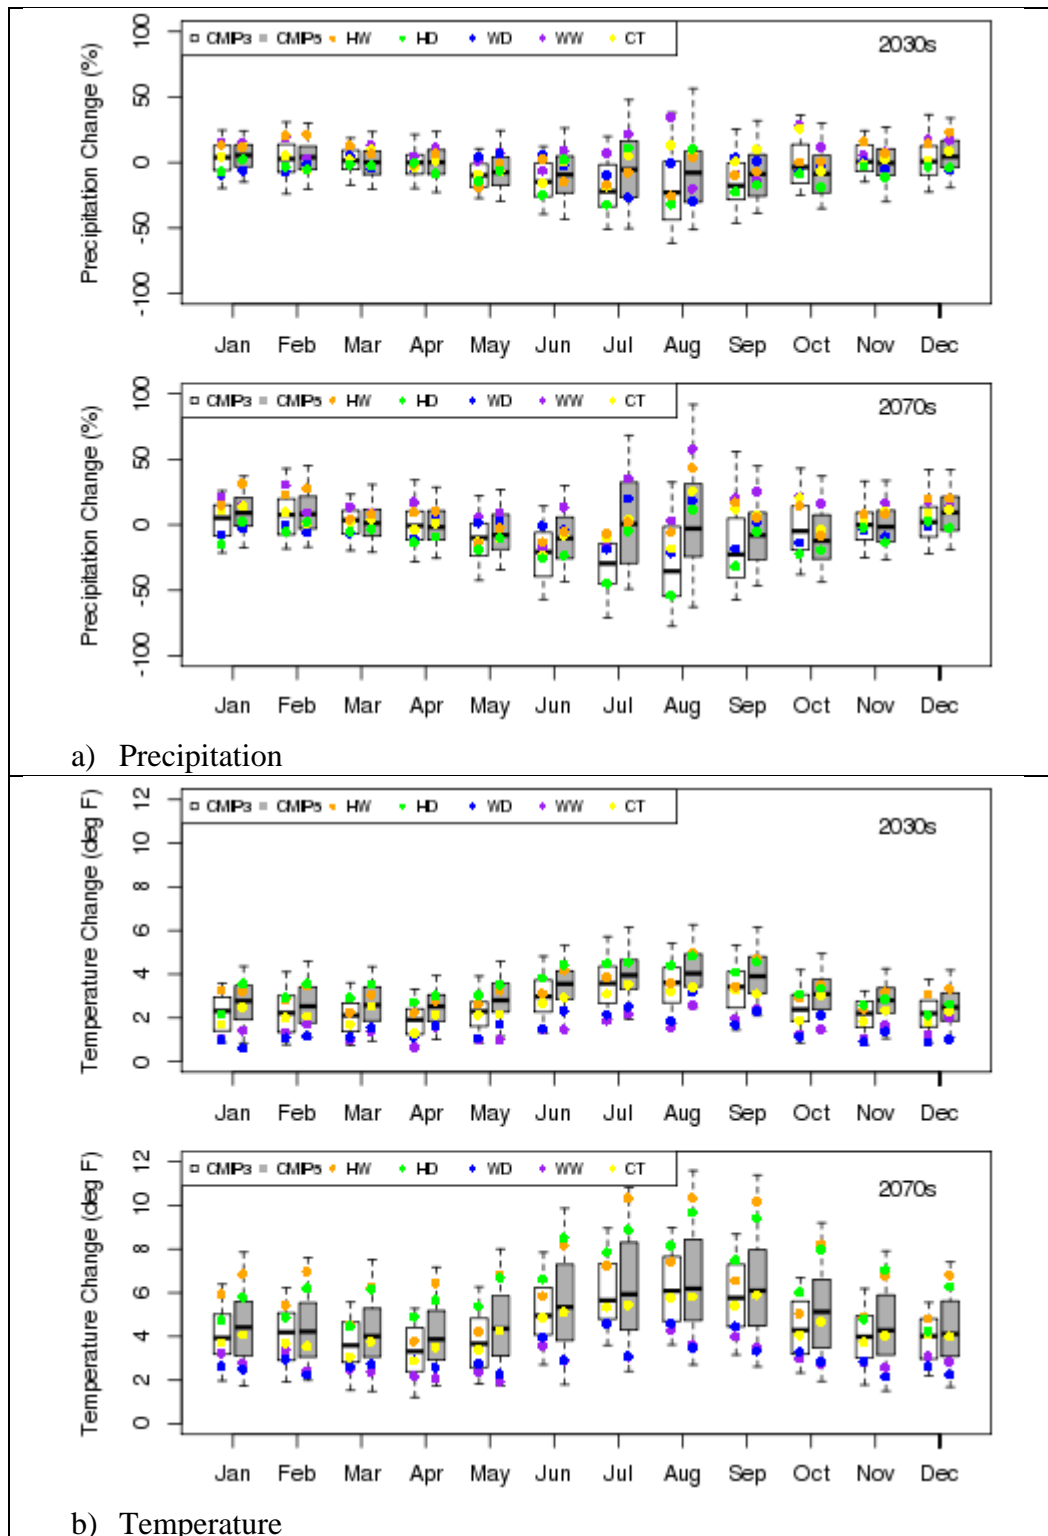 Precipitation Change (%)
100
50
0
-50
-100
CMIP3 CMIP5 HW HD WD WW CT
2030s
Jan Feb Mar Apr May Jun Jul Aug Sep Oct Nov Dec
Precipitation Change (%)
100
50
0
-50
-100
CMIP3 CMIP5 HW HD WD WW CT
2070s
Jan Feb Mar Apr May Jun Jul Aug Sep Oct Nov Dec
a) Precipitation
Temperature Change (deg F)
12
10
8
6
4
2
0
CMIP3 CMIP5 HW HD WD WW CT
2030s
Jan Feb Mar Apr May Jun Jul Aug Sep Oct Nov Dec
Temperature Change (deg F)
12
10
8
6
4
2
0
CMIP3 CMIP5 HW HD WD WW CT
2070s
Jan Feb Mar Apr May Jun Jul Aug Sep Oct Nov Dec
b) Temperature